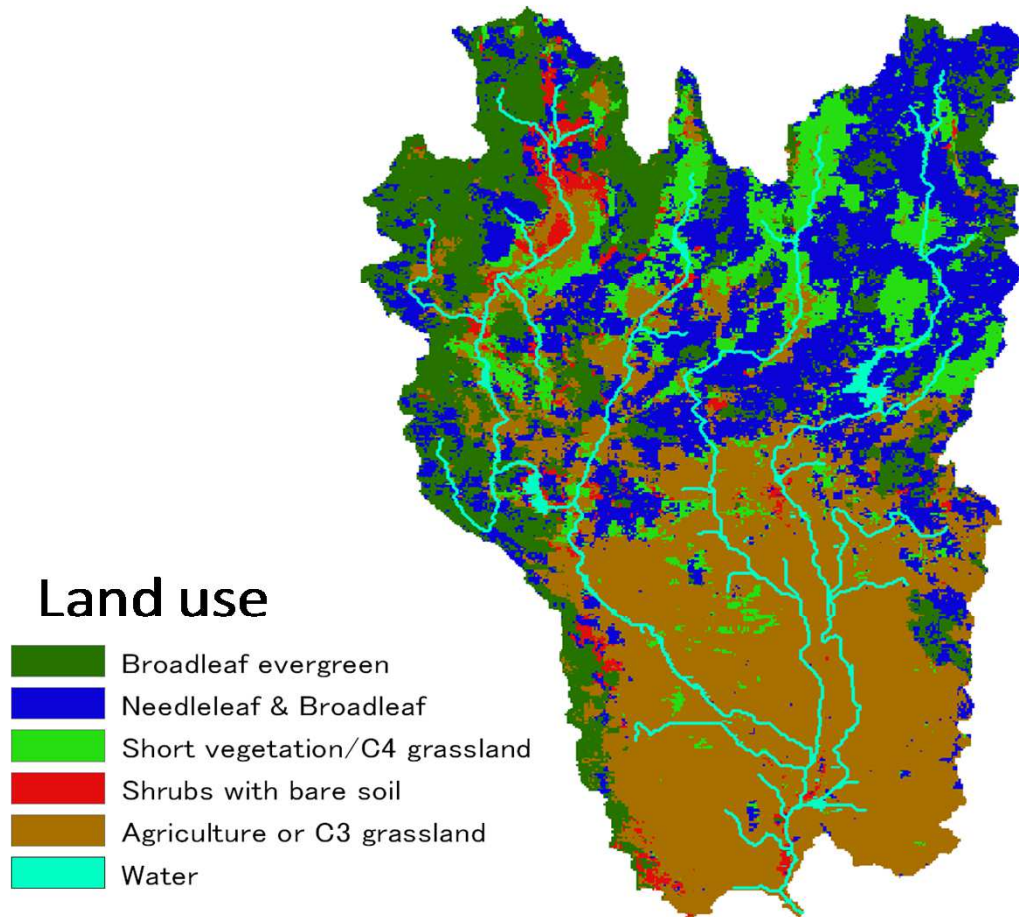 Land use
Broadleaf evergreen
Needleleaf & Broadleaf
Short vegetation/C4 grassland
Shrubs with bare soil
Agriculture or C3 grassland
Water